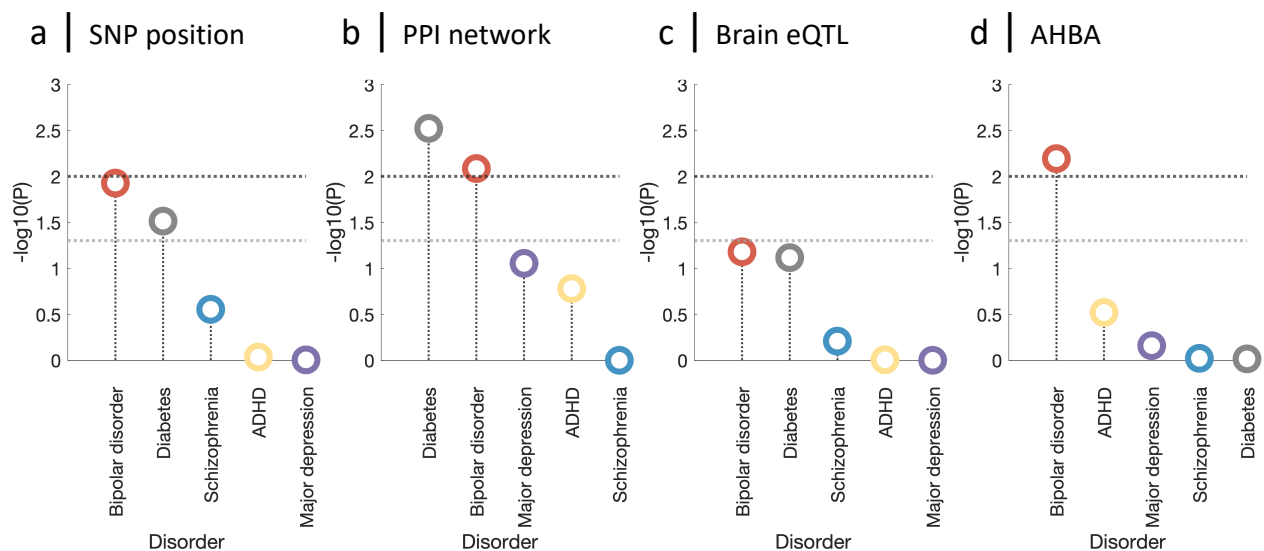 a | SNP position
3
2.5
2
1.5
1
0.5
0
-log10(P)
Bipolar disorder
Diabetes
Schizophrenia
ADHD
Major depression
Disorder
b | PPI network
3
2.5
2
1.5
1
0.5
0
-log10(P)
Diabetes
Bipolar disorder
Major depression
ADHD
Schizophrenia
Disorder
c | Brain eQTL
3
2.5
2
1.5
1
0.5
0
-log10(P)
Bipolar disorder
Diabetes
Schizophrenia
ADHD
Major depression
Disorder
d | AHBA
3
2.5
2
1.5
1
0.5
0
-log10(P)
Bipolar disorder
ADHD
Major depression
Schizophrenia
Diabetes
Disorder